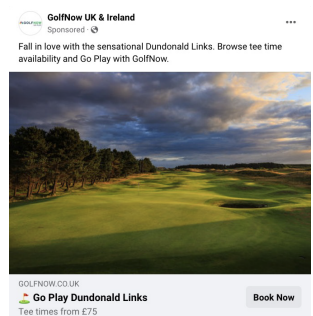 GolfNow UK & Ireland
Sponsored ·
Fall in love with the sensational Dundonald Links. Browse tee time
availability and Go Play with GolfNow.
GOLFNOW.CO.UK
⛳ Go Play Dundonald Links
Book Now
Tee times from £75